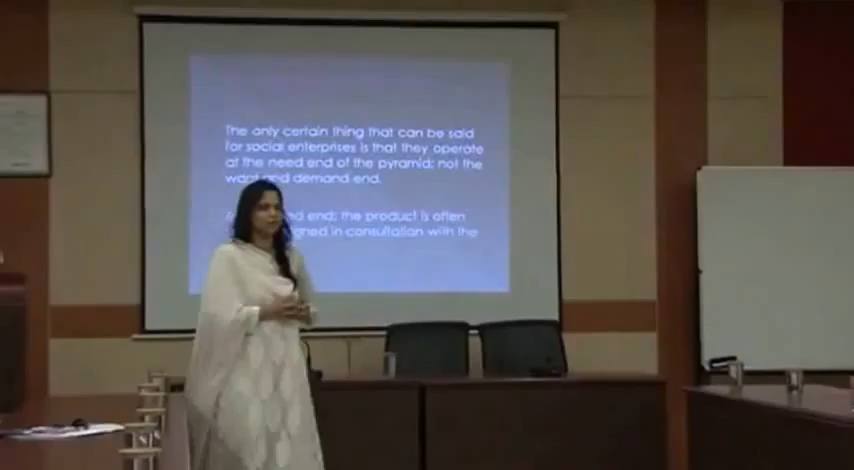 The only certain thing that can be said
for social enterprises is that they operate
at the need end of the pyramid; not the
want and demand end.
end; the product is often
in consultation with the